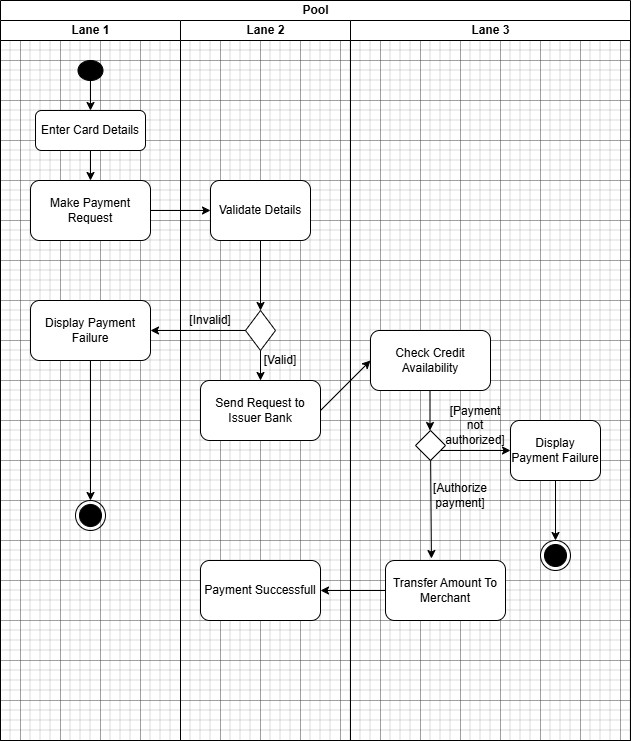 Pool
Lane 1
Lane 2
Lane 3
Enter Card Details
Make Payment
Request
Validate Details
Display Payment
Failure
[Invalid]
[Valid]
Send Request to
Issuer Bank
Check Credit
Availability
[Payment
not
authorized]
Display
Payment Failure
[Authorize
payment]
Payment Successfull
Transfer Amount To
Merchant